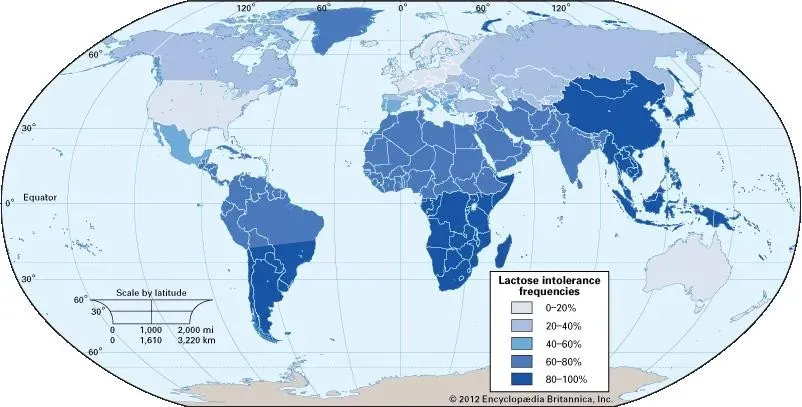 120°
60°
0°
60°
120°
60°
30°
Equator
0°
30°
60°
Scale by latitude
60°
30°
0 1,000 2,000 mi
0 1,610 3,220 km
Lactose intolerance
frequencies
0–20%
20–40%
40–60%
60–80%
80–100%
© 2012 Encyclopædia Britannica, Inc.